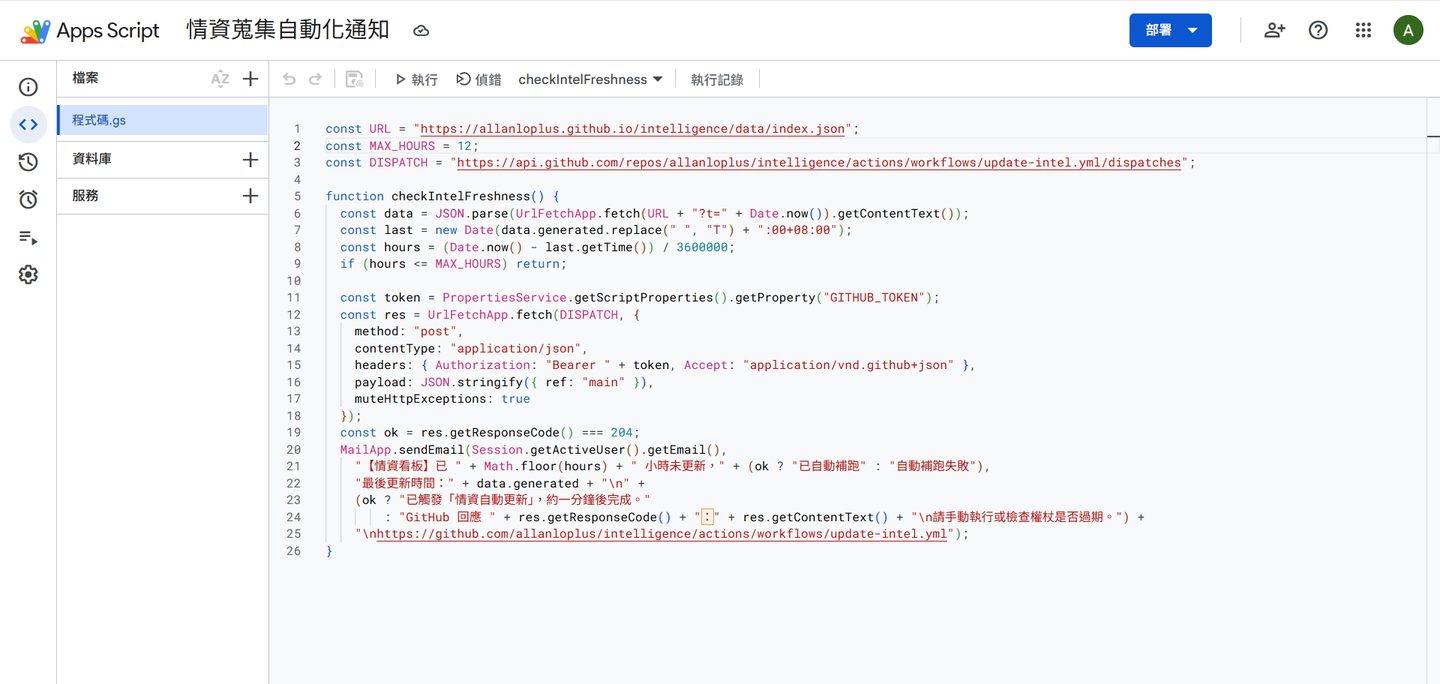 Apps Script 情資蒐集自動化通知 部署 A
檔案 AZ
執行 偵錯 checkIntelFreshness 執行記錄
程式碼.gs
資料庫
服務
1 const URL = "https://allanloplus.github.io/intelligence/data/index.json";
2 const MAX_HOURS = 12;
3 const DISPATCH = "https://api.github.com/repos/allanloplus/intelligence/actions/workflows/update-intel.yml/dispatches";
4
5 function checkIntelFreshness() {
6 const data = JSON.parse(UrlFetchApp.fetch(URL + "?t=" + Date.now()).getContentText());
7 const last = new Date(data.generated.replace(" ", "T") + ":00+08:00");
8 const hours = (Date.now() - last.getTime()) / 3600000;
9 if (hours <= MAX_HOURS) return;
10
11 const token = PropertiesService.getScriptProperties().getProperty("GITHUB_TOKEN");
12 const res = UrlFetchApp.fetch(DISPATCH, {
13 method: "post",
14 contentType: "application/json",
15 headers: { Authorization: "Bearer " + token, Accept: "application/vnd.github+json" },
16 payload: JSON.stringify({ ref: "main" }),
17 muteHttpExceptions: true
18 });
19 const ok = res.getResponseCode() === 204;
20 MailApp.sendEmail(Session.getActiveUser().getEmail(),
21 "【情資看板】已 " + Math.floor(hours) + " 小時未更新，" + (ok ? "已自動補跑" : "自動補跑失敗"),
22 "最後更新時間：" + data.generated + "\n" +
23 (ok ? "已觸發「情資自動更新」，約一分鐘後完成。"
24 : "GitHub 回應 " + res.getResponseCode() + "：" + res.getContentText() + "\n請手動執行或檢查權杖是否過期。") +
25 "\nhttps://github.com/allanloplus/intelligence/actions/workflows/update-intel.yml");
26 }